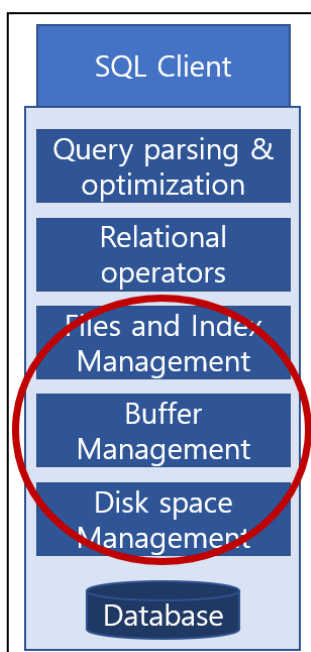 SQL Client
Query parsing &
optimization
Relational
operators
Files and Index
Management
Buffer
Management
Disk space
Management
Database